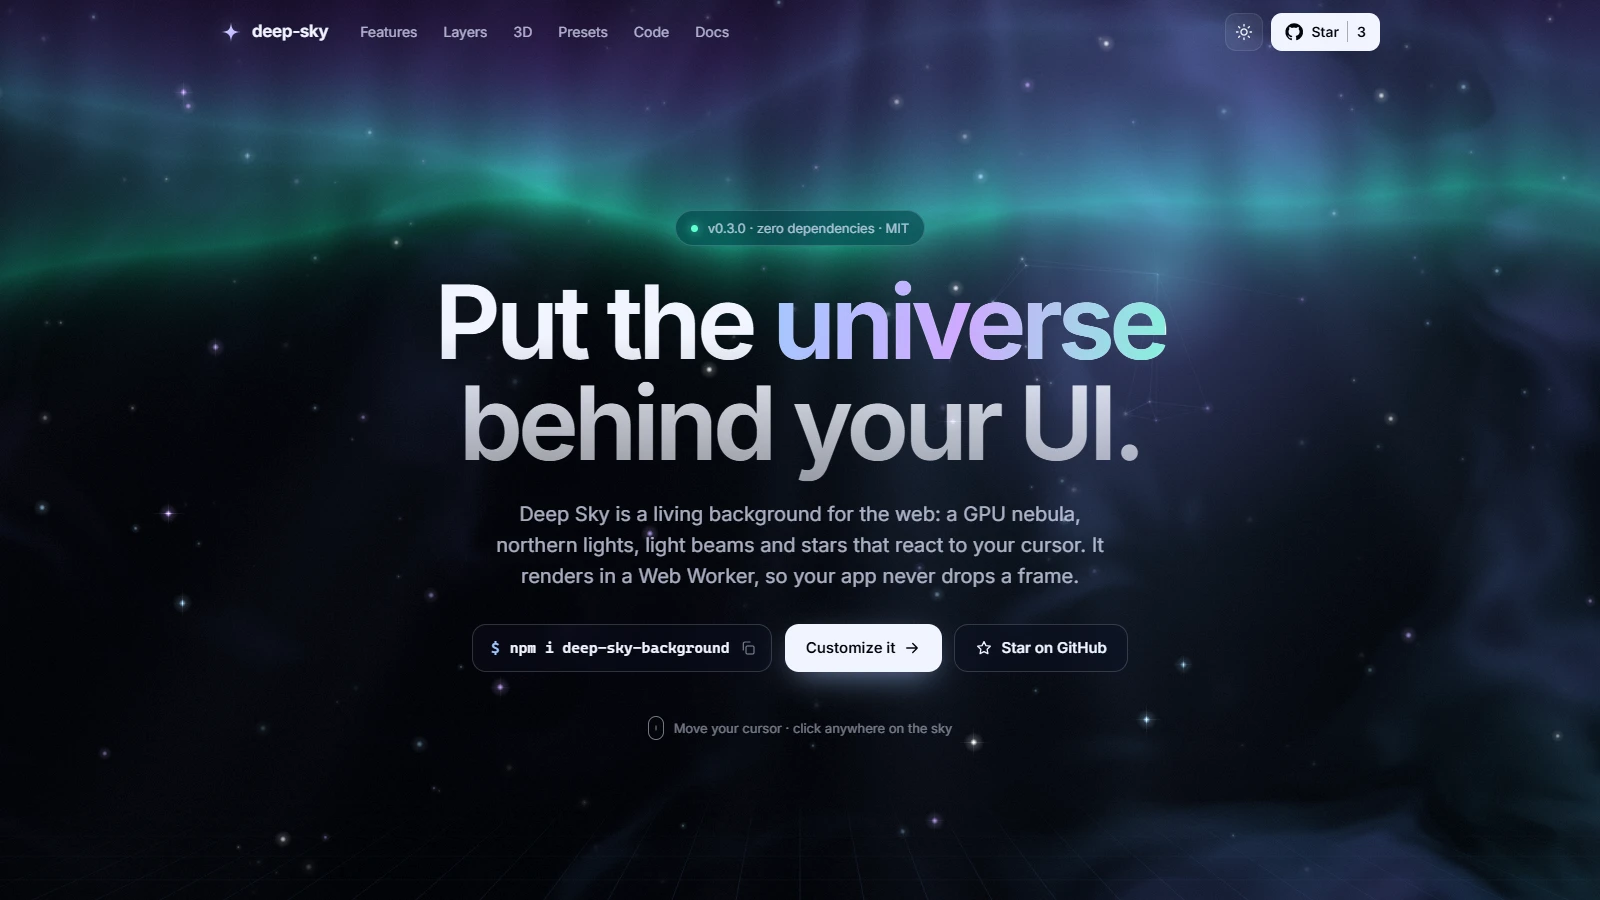 deep-sky
Features
Layers
3D
Presets
Code
Docs
Star
3
v0.3.0 · zero dependencies · MIT
Put the universe
behind your UI.
Deep Sky is a living background for the web: a GPU nebula,
northern lights, light beams and stars that react to your cursor. It
renders in a Web Worker, so your app never drops a frame.
$ npm i deep-sky-background
Customize it →
Star on GitHub
Move your cursor · click anywhere on the sky